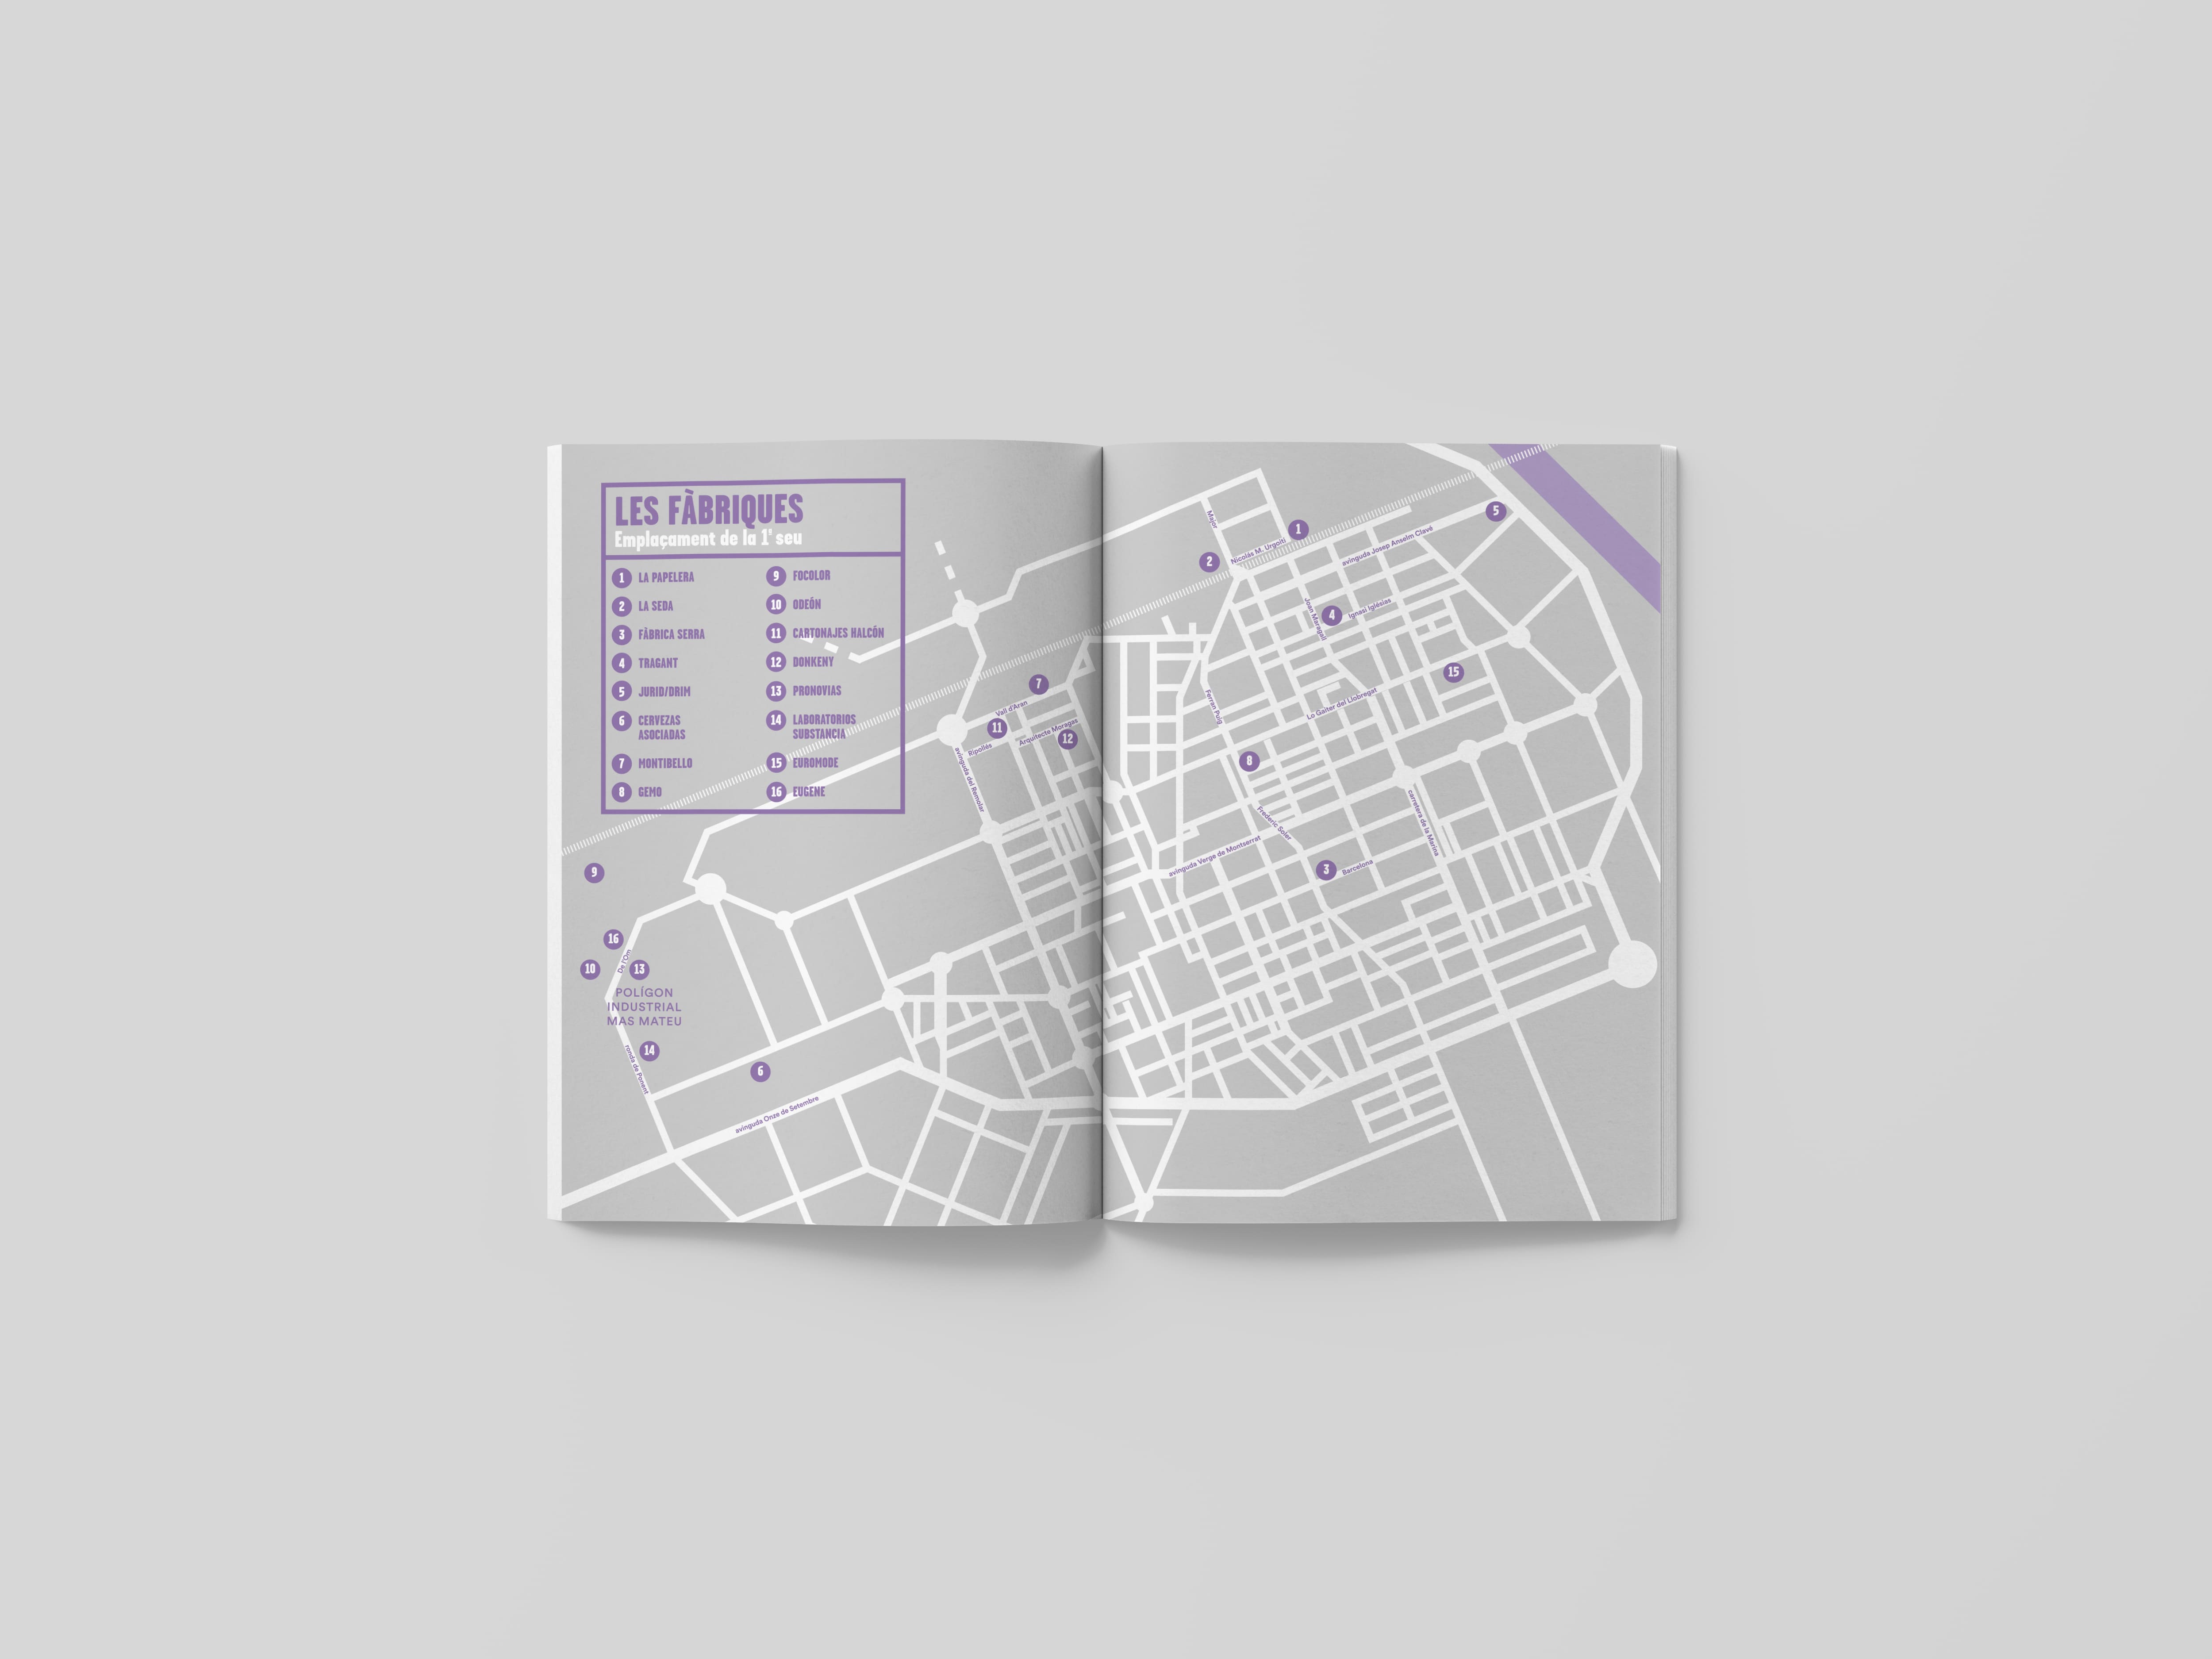 LES FÀBRIQUES
Emplaçament de la 1ª seu
1 LA PAPELERA
2 LA SEDA
3 FÀBRICA SERRA
4 TRAGANT
5 JURID/DRIM
6 CERVEZAS
ASOCIADAS
7 MONTIBELLO
8 GEMO
9 FOCOLOR
10 ODEÓN
11 CARTONAJES HALCÓN
12 DONKENY
13 PRONOVIAS
14 LABORATORIOS
SUBSTANCIA
15 EUROMODE
16 EUGENE
7
Vall d'Aran
11
Ripollés
Arquitecte Moragas
12
avinguda del Remolar
9
16
De l'Om
10
13
POLÍGON
INDUSTRIAL
MAS MATEU
14
ronda de Ponent
6
avinguda Onze de Setembre
Major
1
5
Nicolás M. Urgoiti
avinguda Josep Anselm Clavé
2
Joan Maragall
4
Ignasi Iglésias
15
Ferran Puig
Lo Gaiter del Llobregat
8
Frederic Soler
carretera de la Marina
avinguda Verge de Montserrat
3
Barcelona